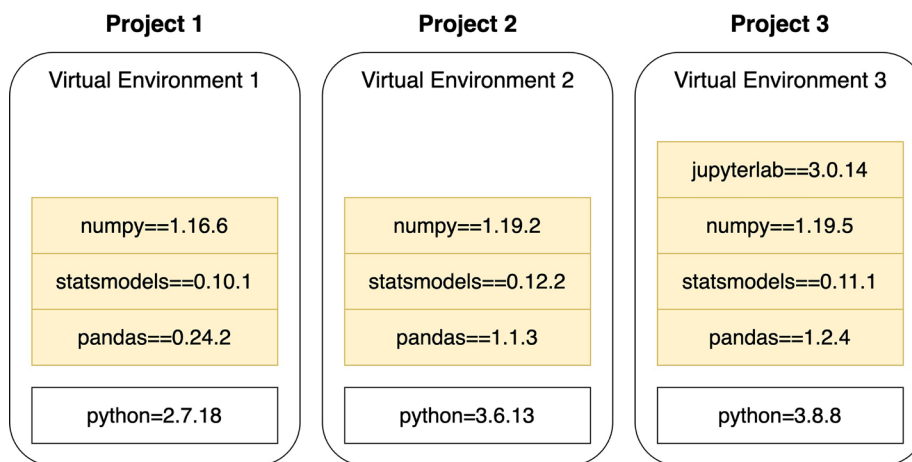 Project 1
Virtual Environment 1
numpy==1.16.6
statsmodels==0.10.1
pandas==0.24.2
python=2.7.18
Project 2
Virtual Environment 2
numpy==1.19.2
statsmodels==0.12.2
pandas==1.1.3
python=3.6.13
Project 3
Virtual Environment 3
jupyterlab==3.0.14
numpy==1.19.5
statsmodels==0.11.1
pandas==1.2.4
python=3.8.8